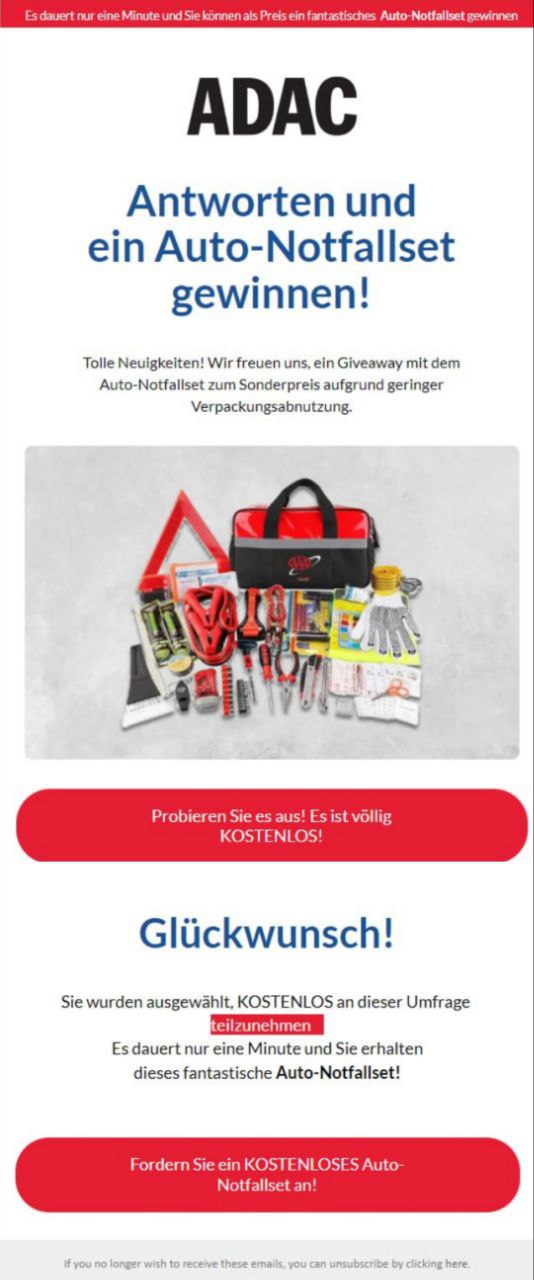 Es dauert nur eine Minute und Sie können als Preis ein fantastisches Auto-Notfallset gewinnen
ADAC
Antworten und
ein Auto-Notfallset
gewinnen!
Tolle Neuigkeiten! Wir freuen uns, ein Giveaway mit dem
Auto-Notfallset zum Sonderpreis aufgrund geringer
Verpackungsabnutzung.
Probieren Sie es aus! Es ist völlig
KOSTENLOS!
Glückwunsch!
Sie wurden ausgewählt, KOSTENLOS an dieser Umfrage
teilzunehmen
Es dauert nur eine Minute und Sie erhalten
dieses fantastische Auto-Notfallset!
Fordern Sie ein KOSTENLOSES Auto-
Notfallset an!
If you no longer wish to receive these emails, you can unsubscribe by clicking here.